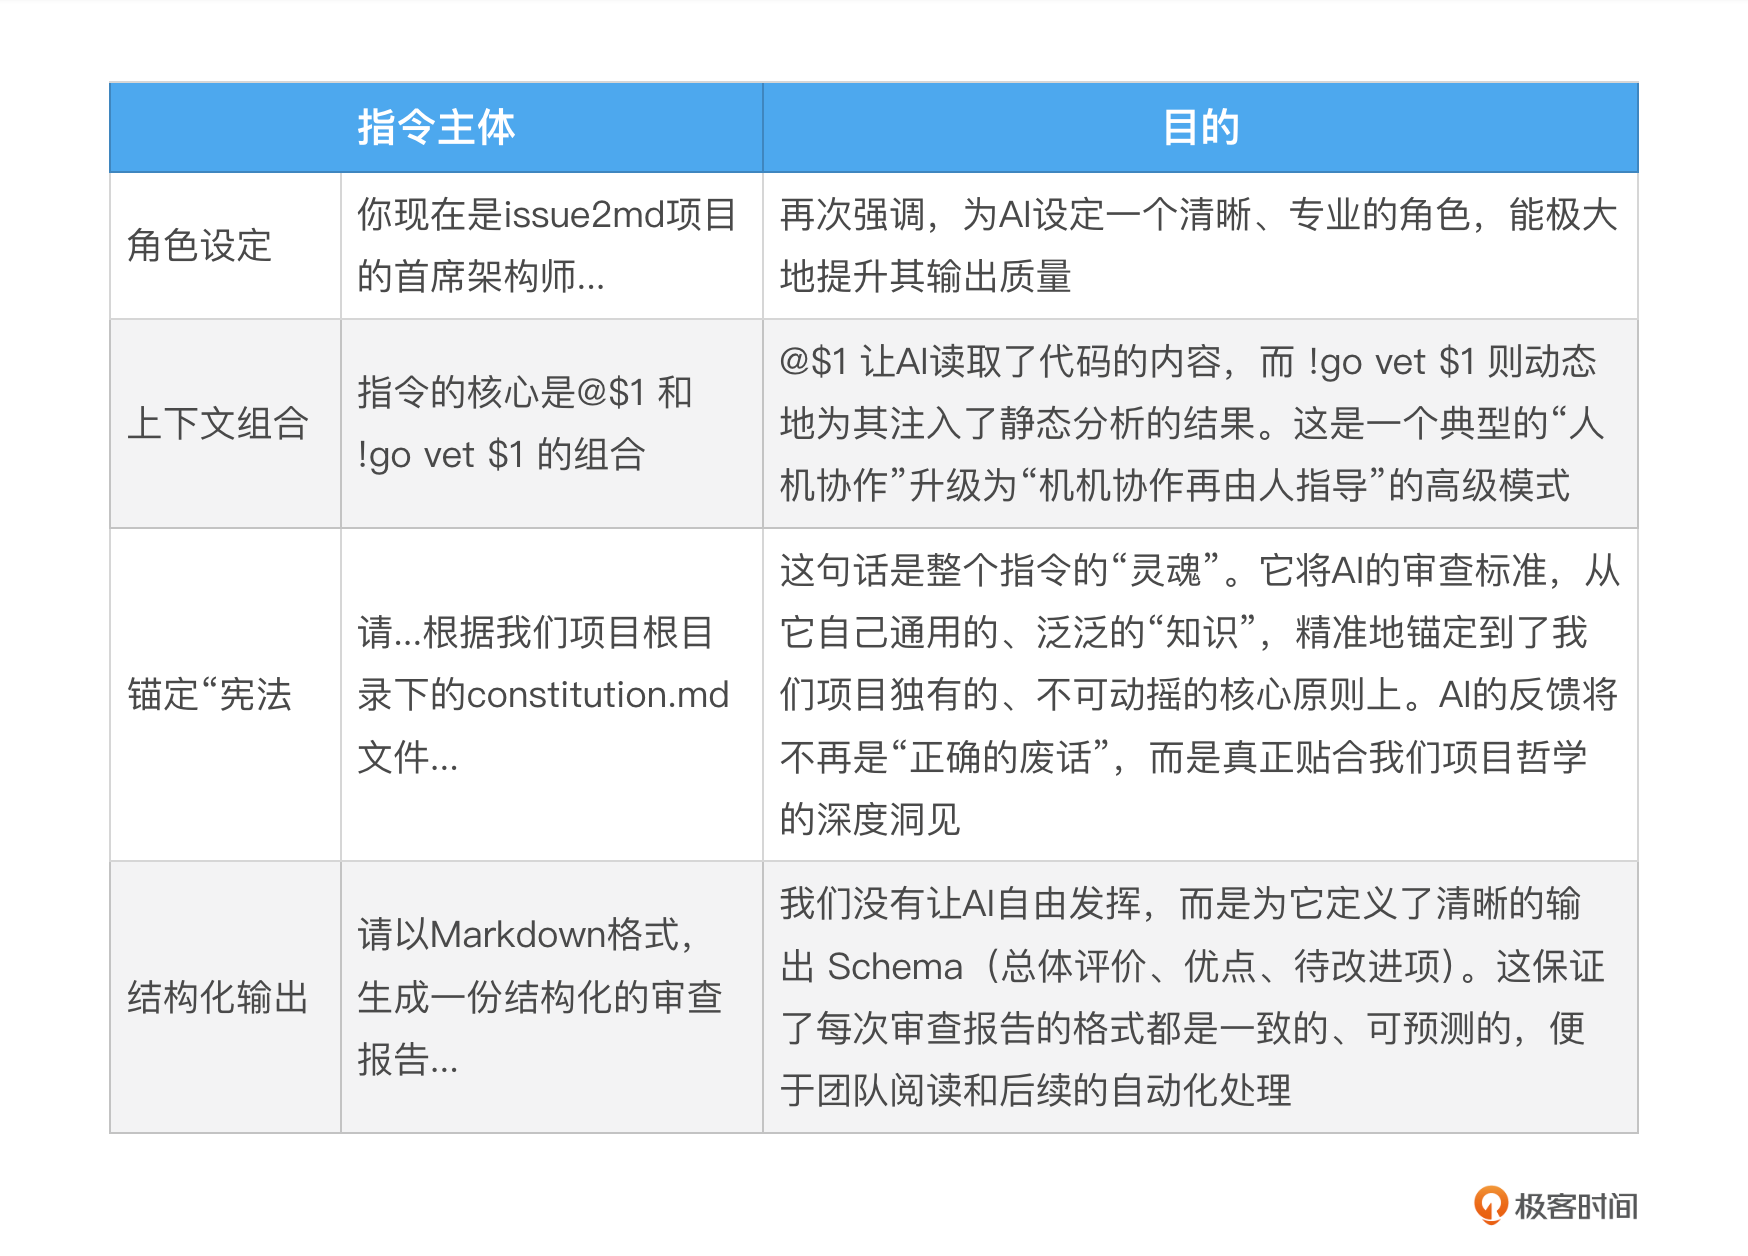 指令主体
目的
角色设定
你现在是issue2md项目
的首席架构师...
再次强调，为AI设定一个清晰、专业的角色，能极大
地提升其输出质量
上下文组合
指令的核心是@$1 和
!go vet $1 的组合
@$1 让AI读取了代码的内容，而 !go vet $1 则动态
地为其注入了静态分析的结果。这是一个典型的“人
机协作”升级为“机机协作再由人指导”的高级模式
锚定“宪法
请...根据我们项目根目
录下的constitution.md
文件...
这句话是整个指令的“灵魂”。它将AI的审查标准，从
它自己通用的、泛泛的“知识”，精准地锚定到了我
们项目独有的、不可动摇的核心原则上。AI的反馈将
不再是“正确的废话”，而是真正贴合我们项目哲学
的深度洞见
结构化输出
请以Markdown格式，
生成一份结构化的审查
报告...
我们没有让AI自由发挥，而是为它定义了清晰的输
出 Schema（总体评价、优点、待改进项）。这保证
了每次审查报告的格式都是一致的、可预测的，便
于团队阅读和后续的自动化处理
极客时间